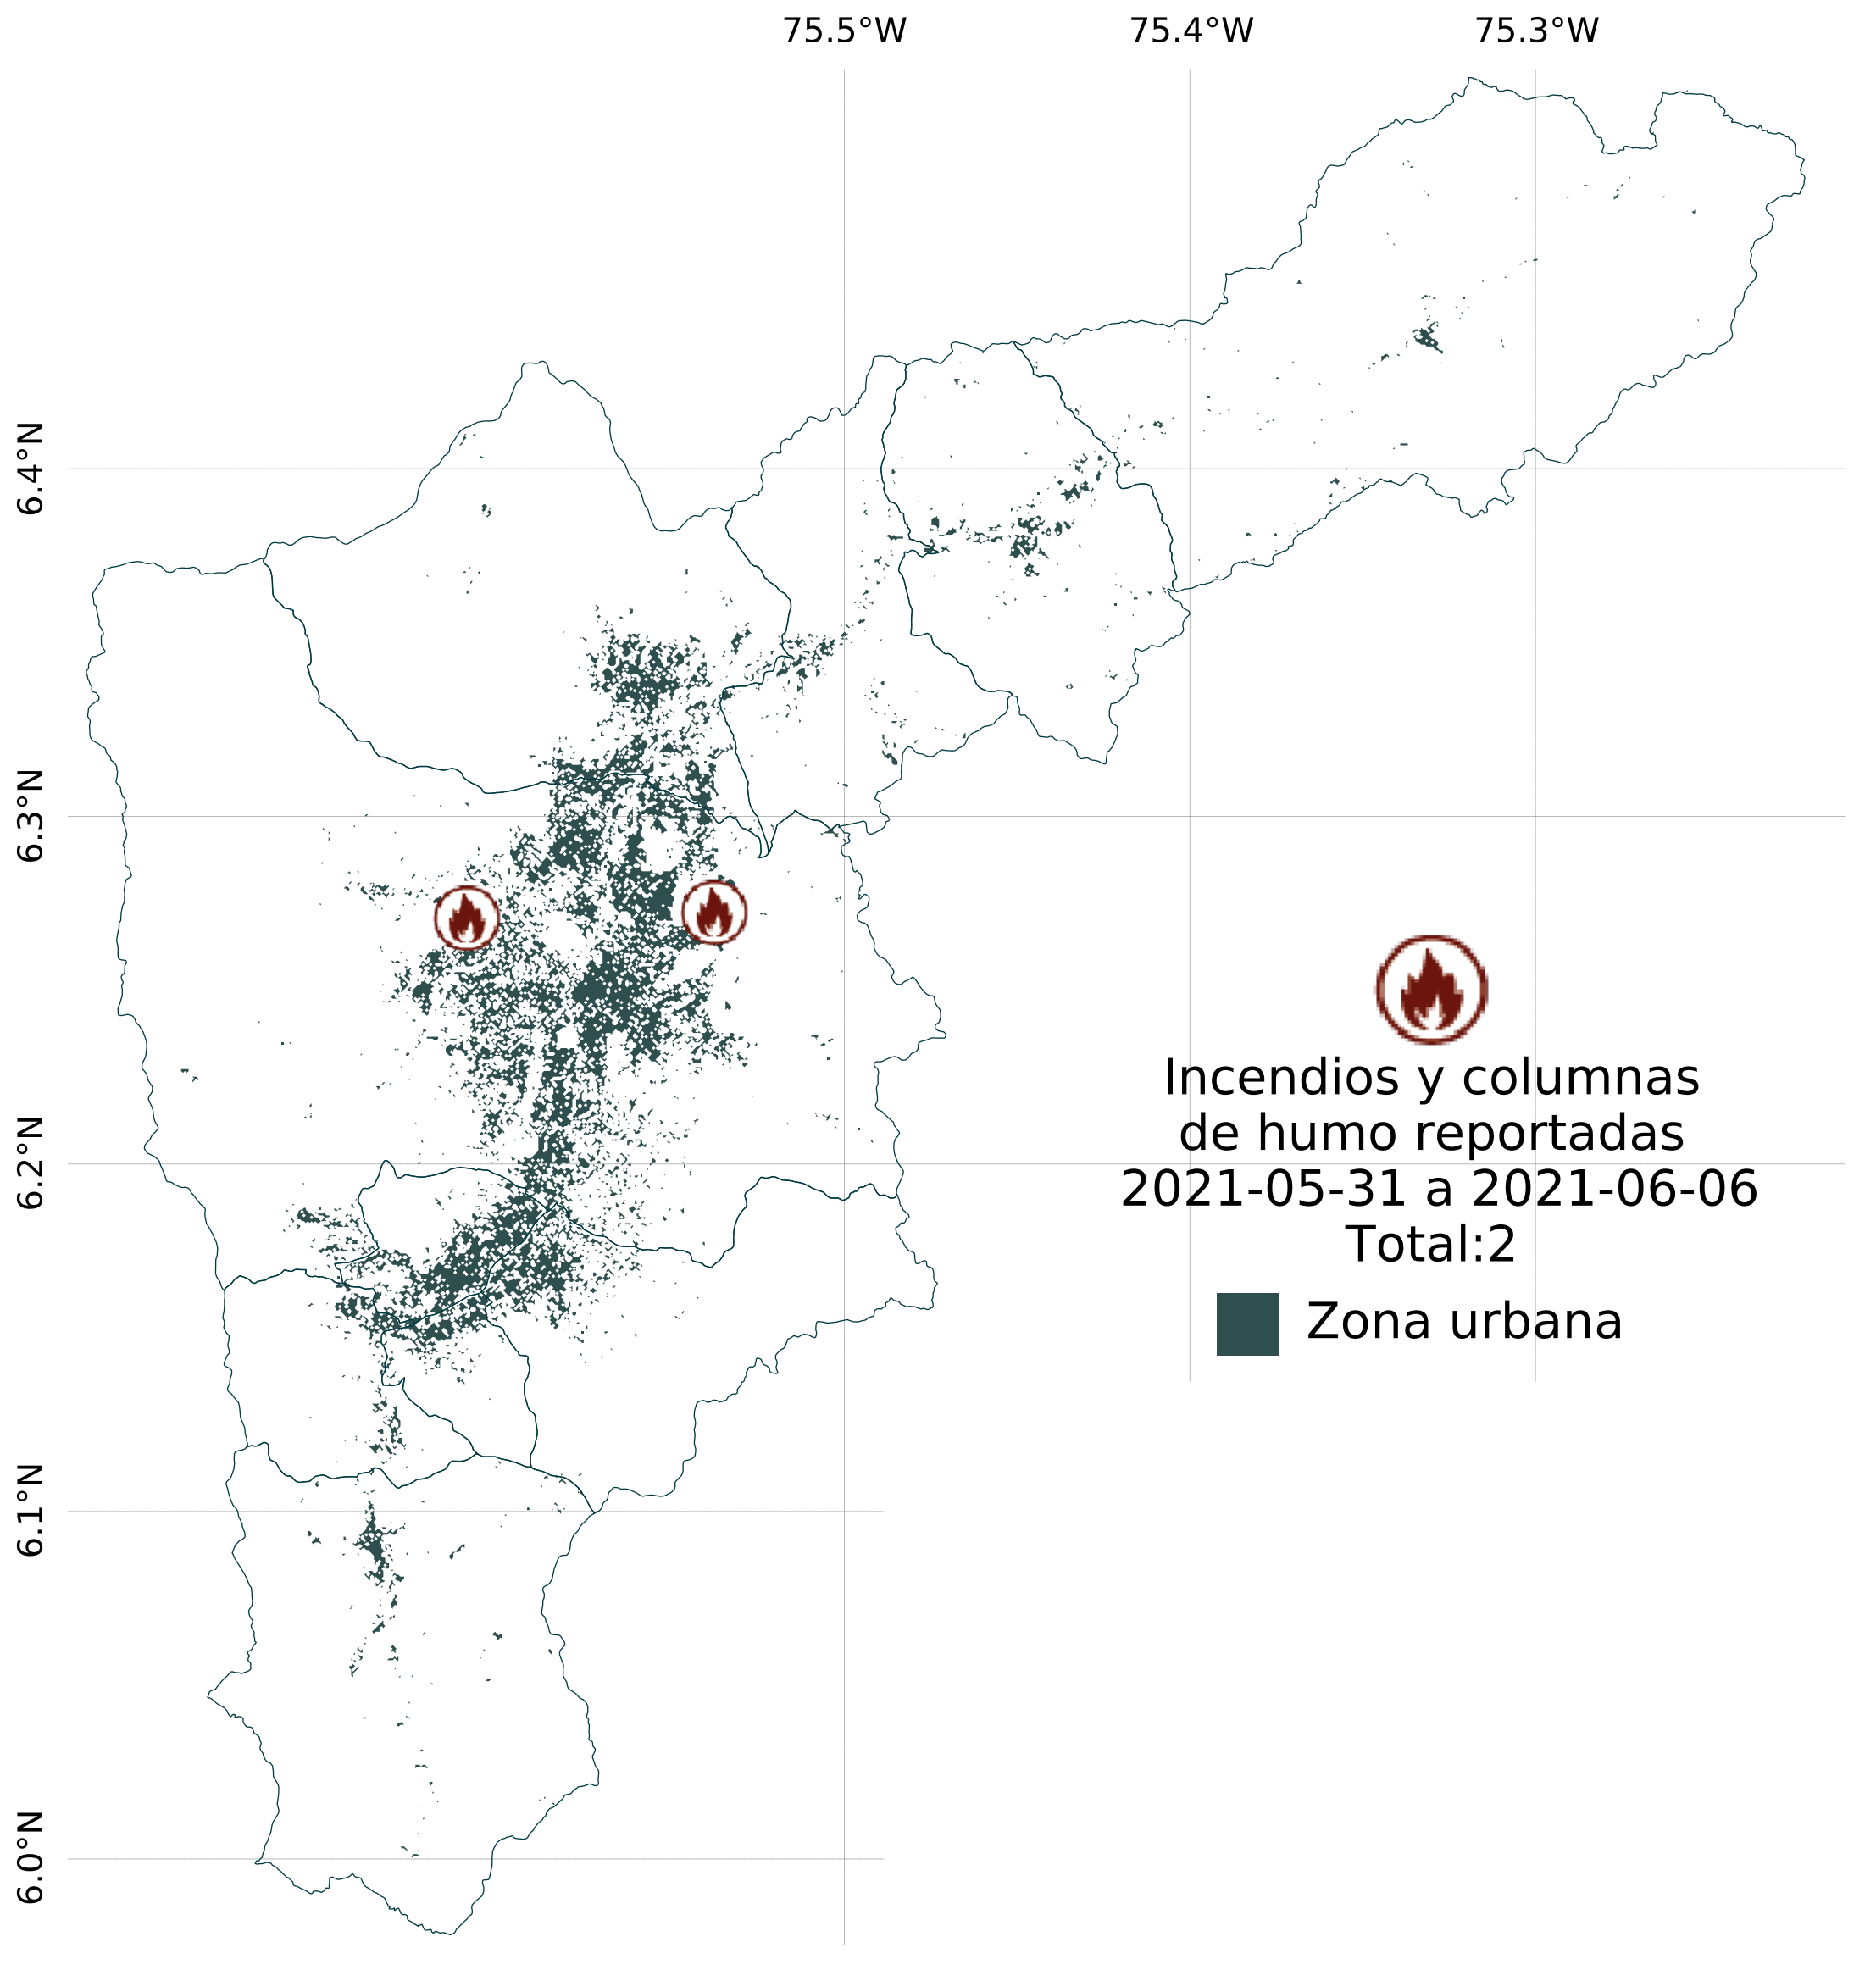 75.5°W 75.4°W 75.3°W
6.4°N
6.3°N
6.2°N
6.1°N
6.0°N
Incendios y columnas
de humo reportadas
2021-05-31 a 2021-06-06
Total:2
Zona urbana